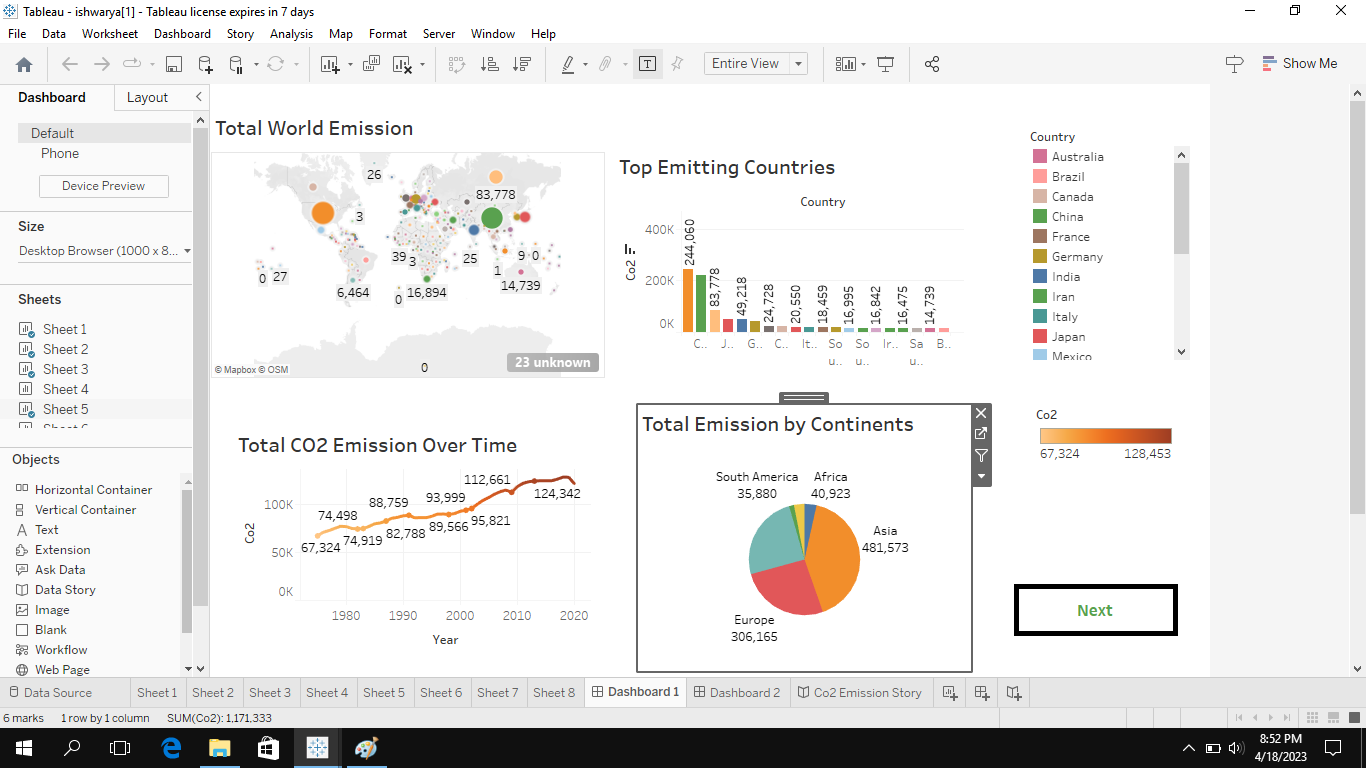 Tableau - ishwarya[1] - Tableau license expires in 7 days
File Data Worksheet Dashboard Story Analysis Map Format Server Window Help
Entire View
Show Me
Dashboard Layout
Default
Phone
Device Preview
Size
Desktop Browser (1000 x 8...
Sheets
Sheet 1
Sheet 2
Sheet 3
Sheet 4
Sheet 5
Objects
Horizontal Container
Vertical Container
Text
Extension
Ask Data
Data Story
Image
Blank
Workflow
Web Page
Total World Emission
26
83,778
3
39
3
25
9
0
1
0
27
6,464
0
16,894
14,739
0
23 unknown
© Mapbox © OSM
Top Emitting Countries
Country
Co2
400K
200K
0K
244,060
83,778
49,218
24,728
20,550
18,459
16,995
16,842
16,475
14,739
C.. J.. G.. C.. It.. So u.. So u.. Ir.. Sa u.. B..
Country
Australia
Brazil
Canada
China
France
Germany
India
Iran
Italy
Japan
Mexico
Total CO2 Emission Over Time
Co2
100K
50K
0K
67,324
74,498
74,919
88,759
82,788
93,999
89,566
95,821
112,661
124,342
1980 1990 2000 2010 2020
Year
Total Emission by Continents
South America
35,880
Africa
40,923
Asia
481,573
Europe
306,165
Co2
67,324 128,453
Next
Data Source Sheet 1 Sheet 2 Sheet 3 Sheet 4 Sheet 5 Sheet 6 Sheet 7 Sheet 8 Dashboard 1 Dashboard 2 Co2 Emission Story
6 marks 1 row by 1 column SUM(Co2): 1,171,333
8:52 PM
4/18/2023